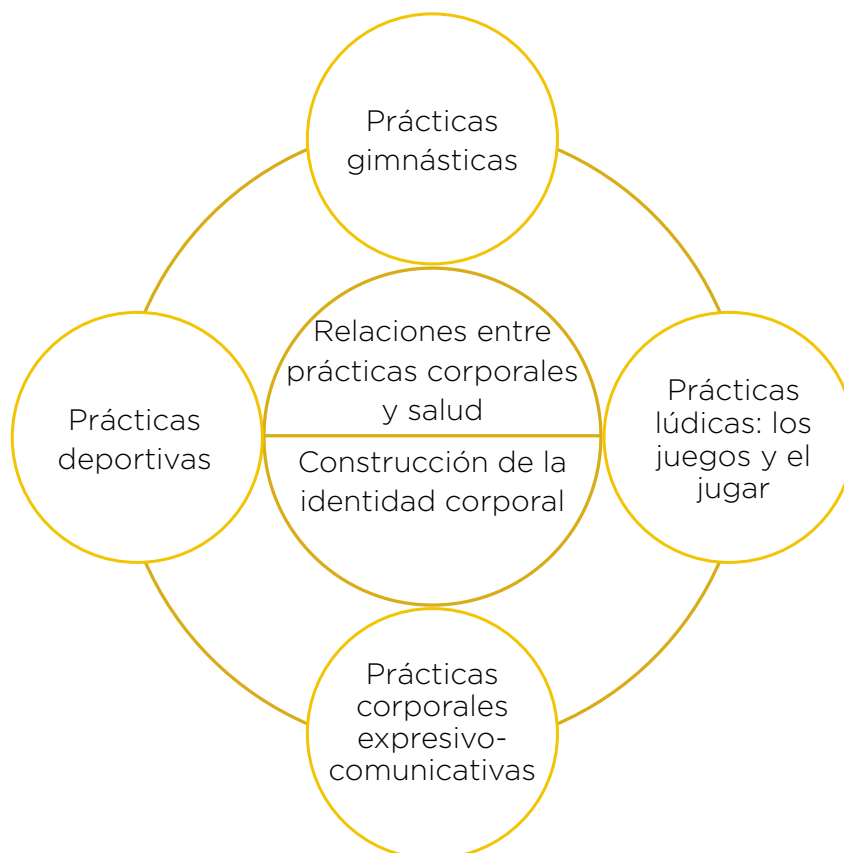 Prácticas
gimnásticas
Relaciones entre
prácticas corporales
y salud
Construcción de la
identidad corporal
Prácticas
deportivas
Prácticas
lúdicas: los
juegos y el
jugar
Prácticas
corporales
expresivo-
comunicativas